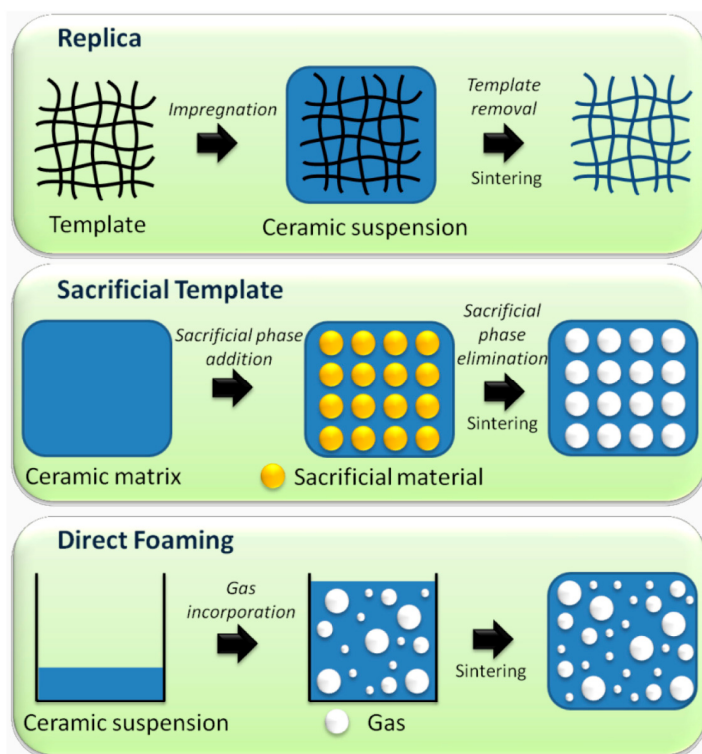 Replica
Impregnation
Template
removal
Sintering
Template
Ceramic suspension
Sacrificial Template
Sacrificial phase
addition
Sacrificial
phase
elimination
Sintering
Ceramic matrix
Sacrificial material
Direct Foaming
Gas
incorporation
Sintering
Ceramic suspension
Gas